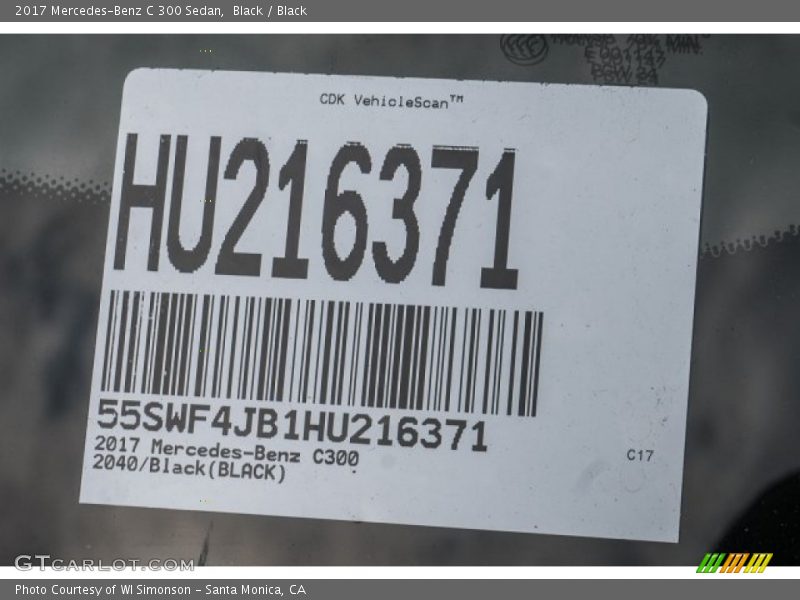 2017 Mercedes-Benz C 300 Sedan, Black / Black
CDK VehicleScan™
HU216371
55SWF4JB1HU216371
2017 Mercedes-Benz C300
2040/Black(BLACK)
C17
GTCARLOT.COM
Photo Courtesy of WI Simonson - Santa Monica, CA